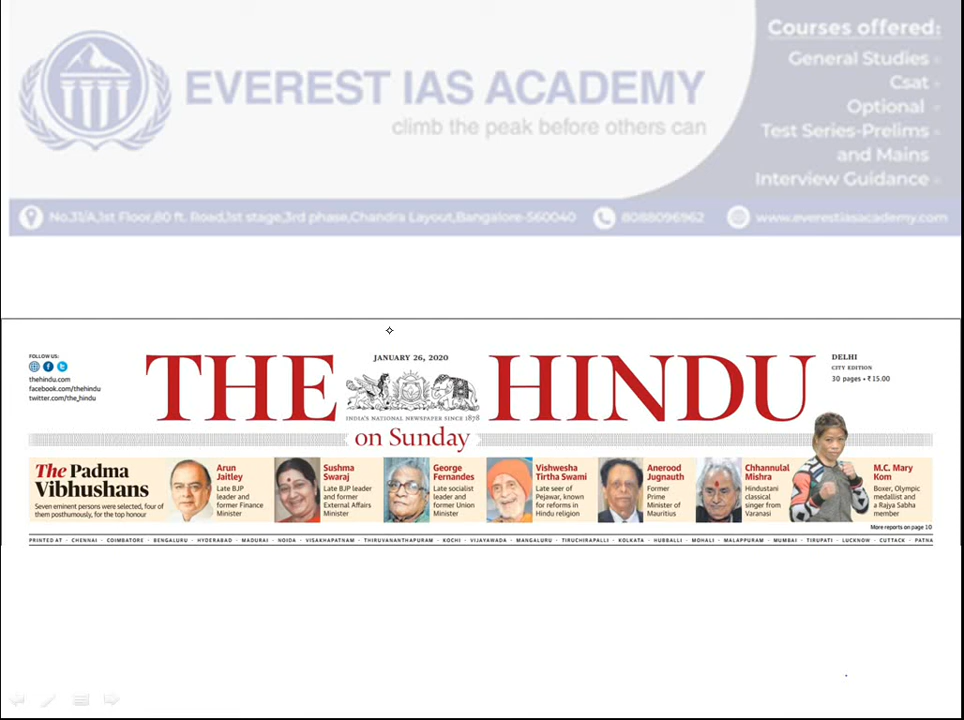 EVEREST IAS ACADEMY
climb the peak before others can
Courses offered:
General Studies
Csat
Optional
Test Series-Prelims
and Mains
Interview Guidance
No.31/A,1st Floor,80 ft. Road,1st stage,3rd phase,Chandra Layout,Bangalore-560040
8088096962
www.everestiasacademy.com
FOLLOW US:
thehindu.com
facebook.com/thehindu
twitter.com/the_hindu
THE HINDU
JANUARY 26, 2020
INDIA'S NATIONAL NEWSPAPER SINCE 1878
on Sunday
DELHI
CITY EDITION
30 pages • ₹15.00
The Padma
Vibhushans
Seven eminent persons were selected, four of
them posthumously, for the top honour
Arun
Jaitley
Late BJP
leader and
former Finance
Minister
Sushma
Swaraj
Late BJP leader
and former
External Affairs
Minister
George
Fernandes
Late socialist
leader and
former Union
Minister
Vishwesha
Tirtha Swami
Late seer of
Pejawar, known
for reforms in
Hindu religion
Anerood
Jugnauth
Former
Prime
Minister of
Mauritius
Chhannulal
Mishra
Hindustani
classical
singer from
Varanasi
M.C. Mary
Kom
Boxer, Olympic
medallist and
a Rajya Sabha
member
More reports on page 10
PRINTED AT · CHENNAI · COIMBATORE · BENGALURU · HYDERABAD · MADURAI · NOIDA · VISAKHAPATNAM · THIRUVANANTHAPURAM · KOCHI · VIJAYAWADA · MANGALURU · TIRUCHIRAPALLI · KOLKATA · HUBBALLI · MOHALI · MALAPPURAM · MUMBAI · TIRUPATI · LUCKNOW · CUTTACK · PATNA